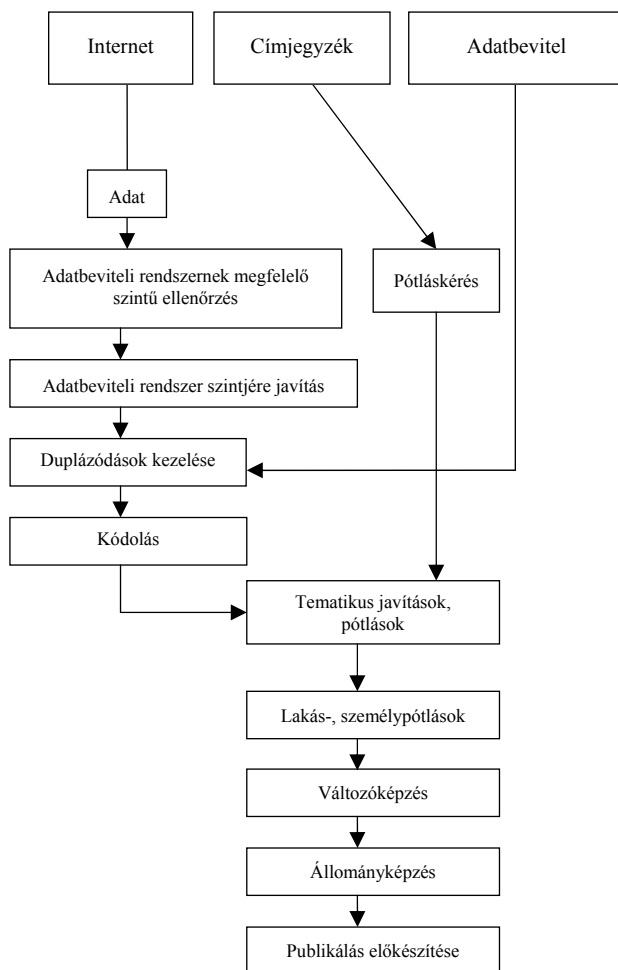 Internet
Címjegyzék
Adatbevitel
Adat
Adatbeviteli rendszernek megfelelő
szintű ellenőrzés
Pótláskérés
Adatbeviteli rendszer szintjére javítás
Duplázódások kezelése
Kódolás
Tematikus javítások,
pótlások
Lakás-, személypótlások
Változóképzés
Állományképzés
Publikálás előkészítése